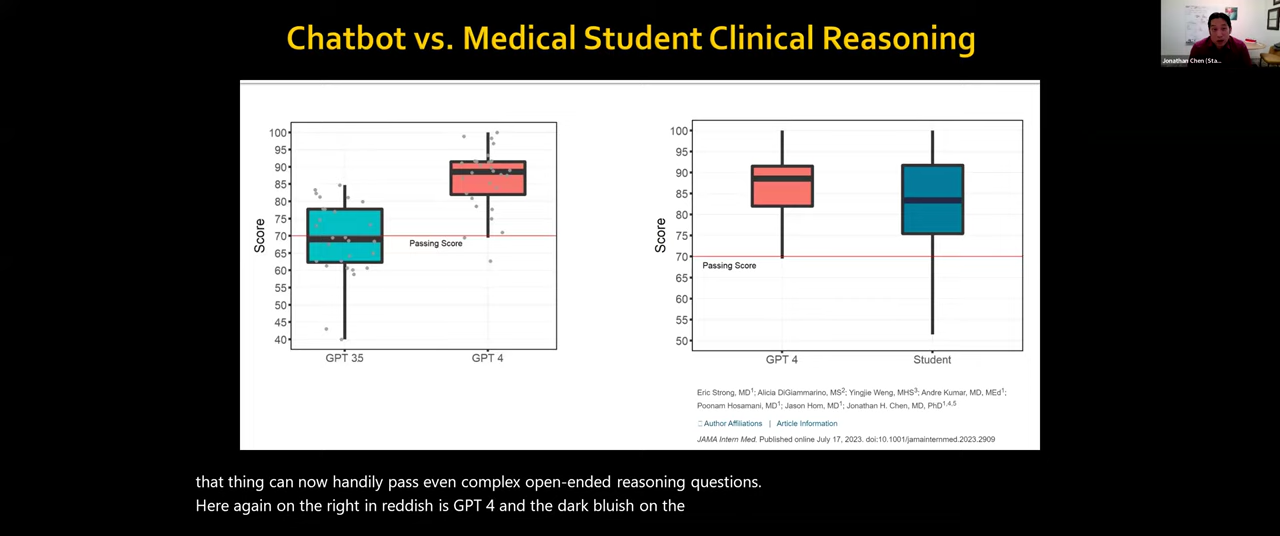 Chatbot vs. Medical Student Clinical Reasoning
Jonathan Chen (Sta...
100
95
90
85
80
75
70
65
60
55
50
45
40
Score
Passing Score
GPT 35
GPT 4
100
95
90
85
80
75
70
65
60
55
50
Score
Passing Score
GPT 4
Student
Eric Strong, MD1; Alicia DiGiammarino, MS2; Yingjie Weng, MHS3; Andre Kumar, MD, MEd1;
Poonam Hosamani, MD1; Jason Hom, MD1; Jonathan H. Chen, MD, PhD1,4,5
Author Affiliations | Article Information
JAMA Intern Med. Published online July 17, 2023. doi:10.1001/jamainternmed.2023.2909
that thing can now handily pass even complex open-ended reasoning questions.
Here again on the right in reddish is GPT 4 and the dark bluish on the